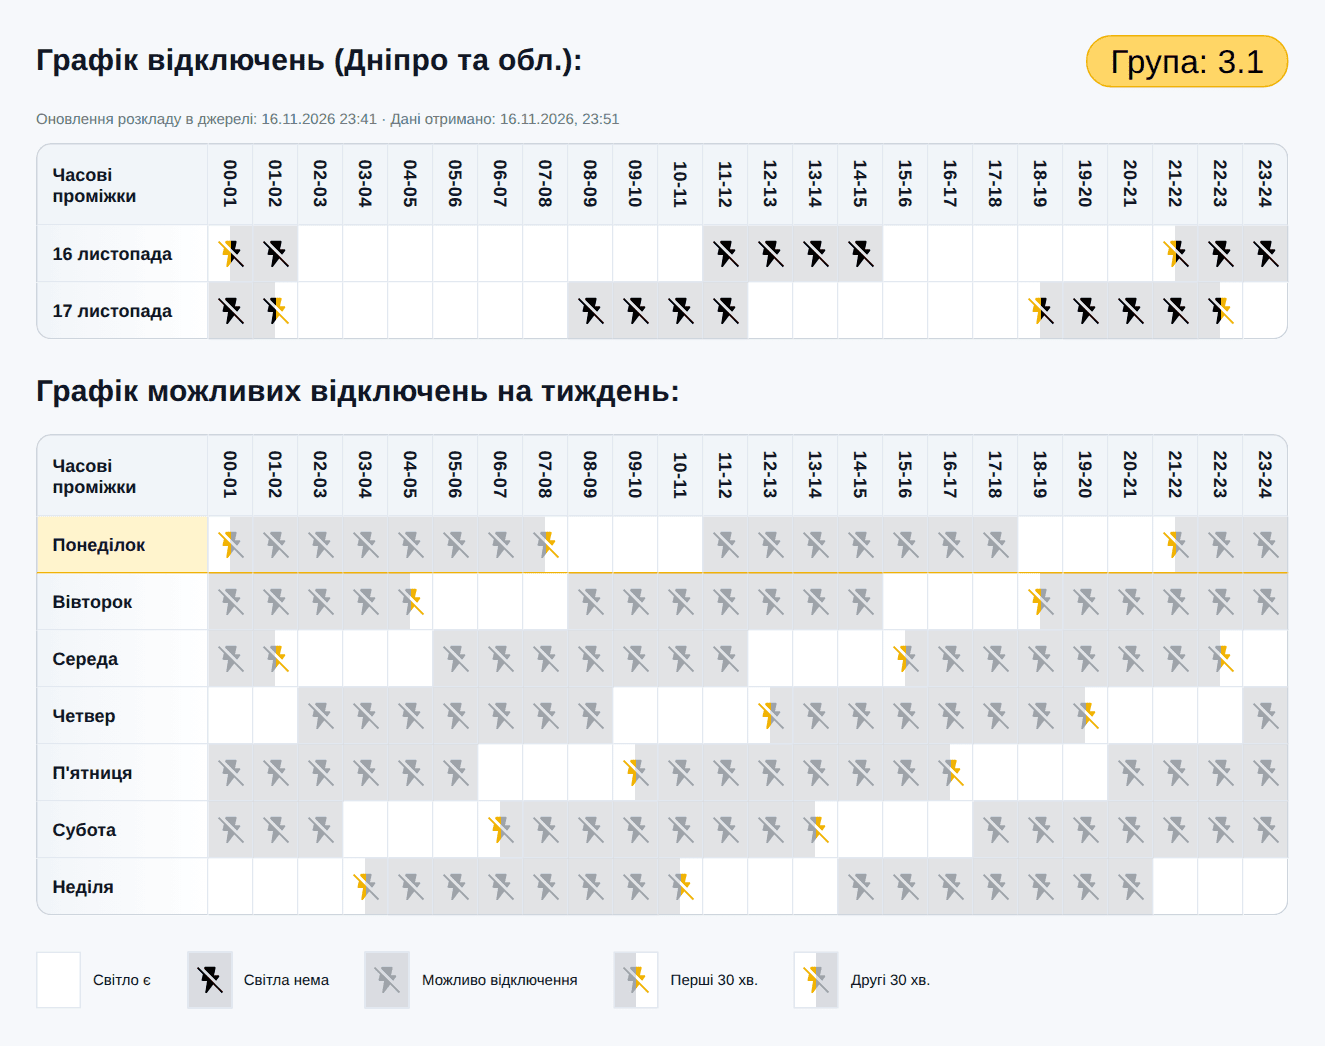 Графік відключень (Дніпро та обл.):
Група: 3.1
Оновлення розкладу в джерелі: 16.11.2026 23:41 · Дані отримано: 16.11.2026, 23:51
Часові
проміжки
00-01 01-02 02-03 03-04 04-05 05-06 06-07 07-08 08-09 09-10 10-11 11-12 12-13 13-14 14-15 15-16 16-17 17-18 18-19 19-20 20-21 21-22 22-23 23-24
16 листопада
17 листопада
Графік можливих відключень на тиждень:
Часові
проміжки
00-01 01-02 02-03 03-04 04-05 05-06 06-07 07-08 08-09 09-10 10-11 11-12 12-13 13-14 14-15 15-16 16-17 17-18 18-19 19-20 20-21 21-22 22-23 23-24
Понеділок
Вівторок
Середа
Четвер
П'ятниця
Субота
Неділя
Світло є
Світла нема
Можливо відключення
Перші 30 хв.
Другі 30 хв.